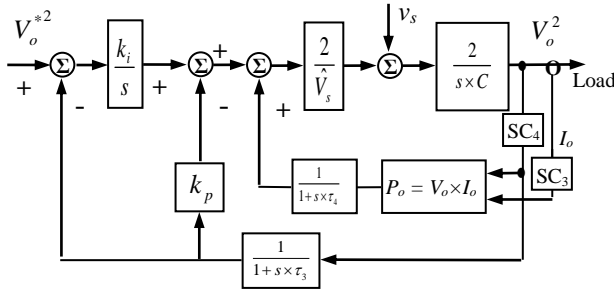 V_o^{*2}
+
Σ
-
k_i / s
+
+
Σ
-
Σ
+
2 / V̂_s
v_s
Σ
2 / s×C
V_o^2
Load
SC_4
I_o
SC_3
k_p
1 / 1+s×τ_4
P_o = V_o×I_o
1 / 1+s×τ_3